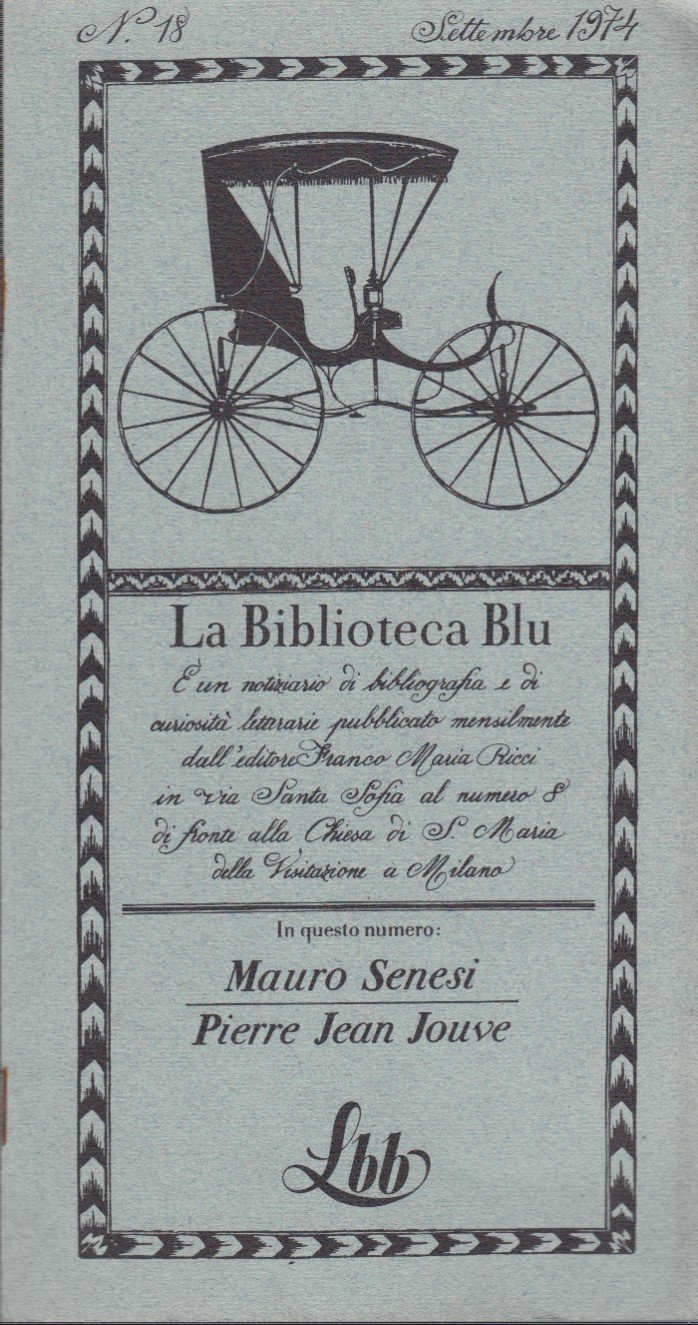 N. 18 Settembre 1974
La Biblioteca Blu
È un notiziario di bibliografia e di
curiosità letterarie pubblicato mensilmente
dall'editore Franco Maria Ricci
in via Santa Sofia al numero 8
di fronte alla Chiesa di S. Maria
della Visitazione a Milano
In questo numero:
Mauro Senesi
Pierre Jean Jouve
Lbb